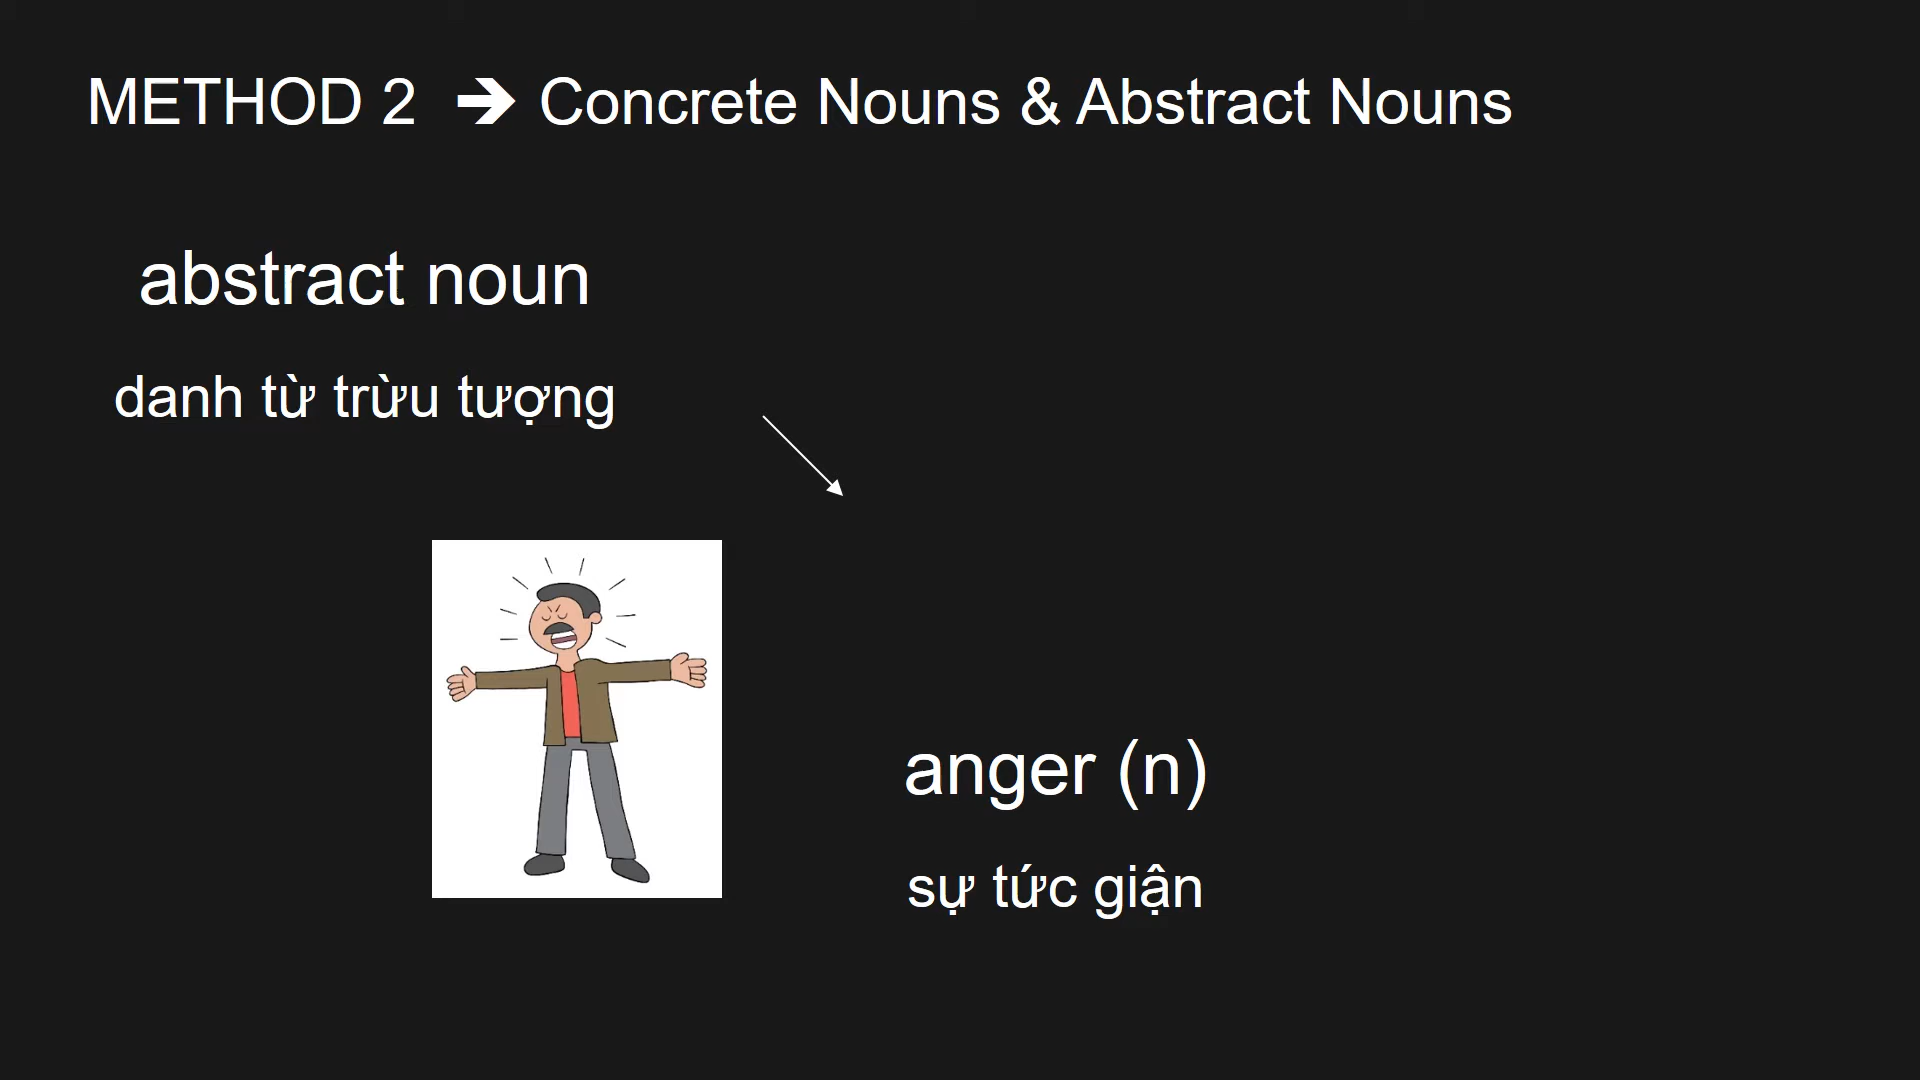 METHOD 2 ➔ Concrete Nouns & Abstract Nouns
abstract noun
danh từ trừu tượng
anger (n)
sự tức giận